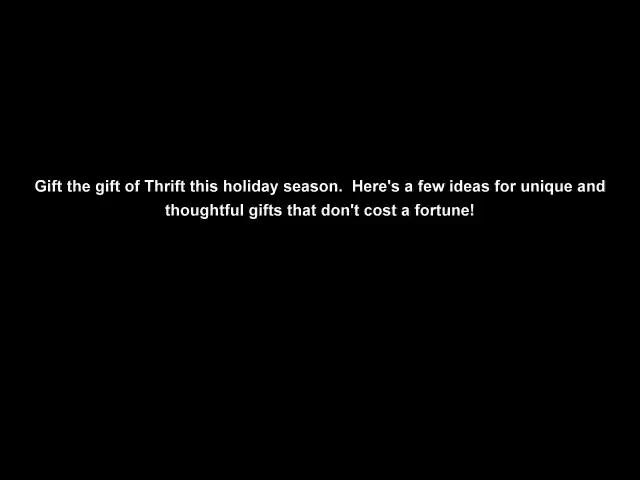 Gift the gift of Thrift this holiday season.  Here's a few ideas for unique and
thoughtful gifts that don't cost a fortune!